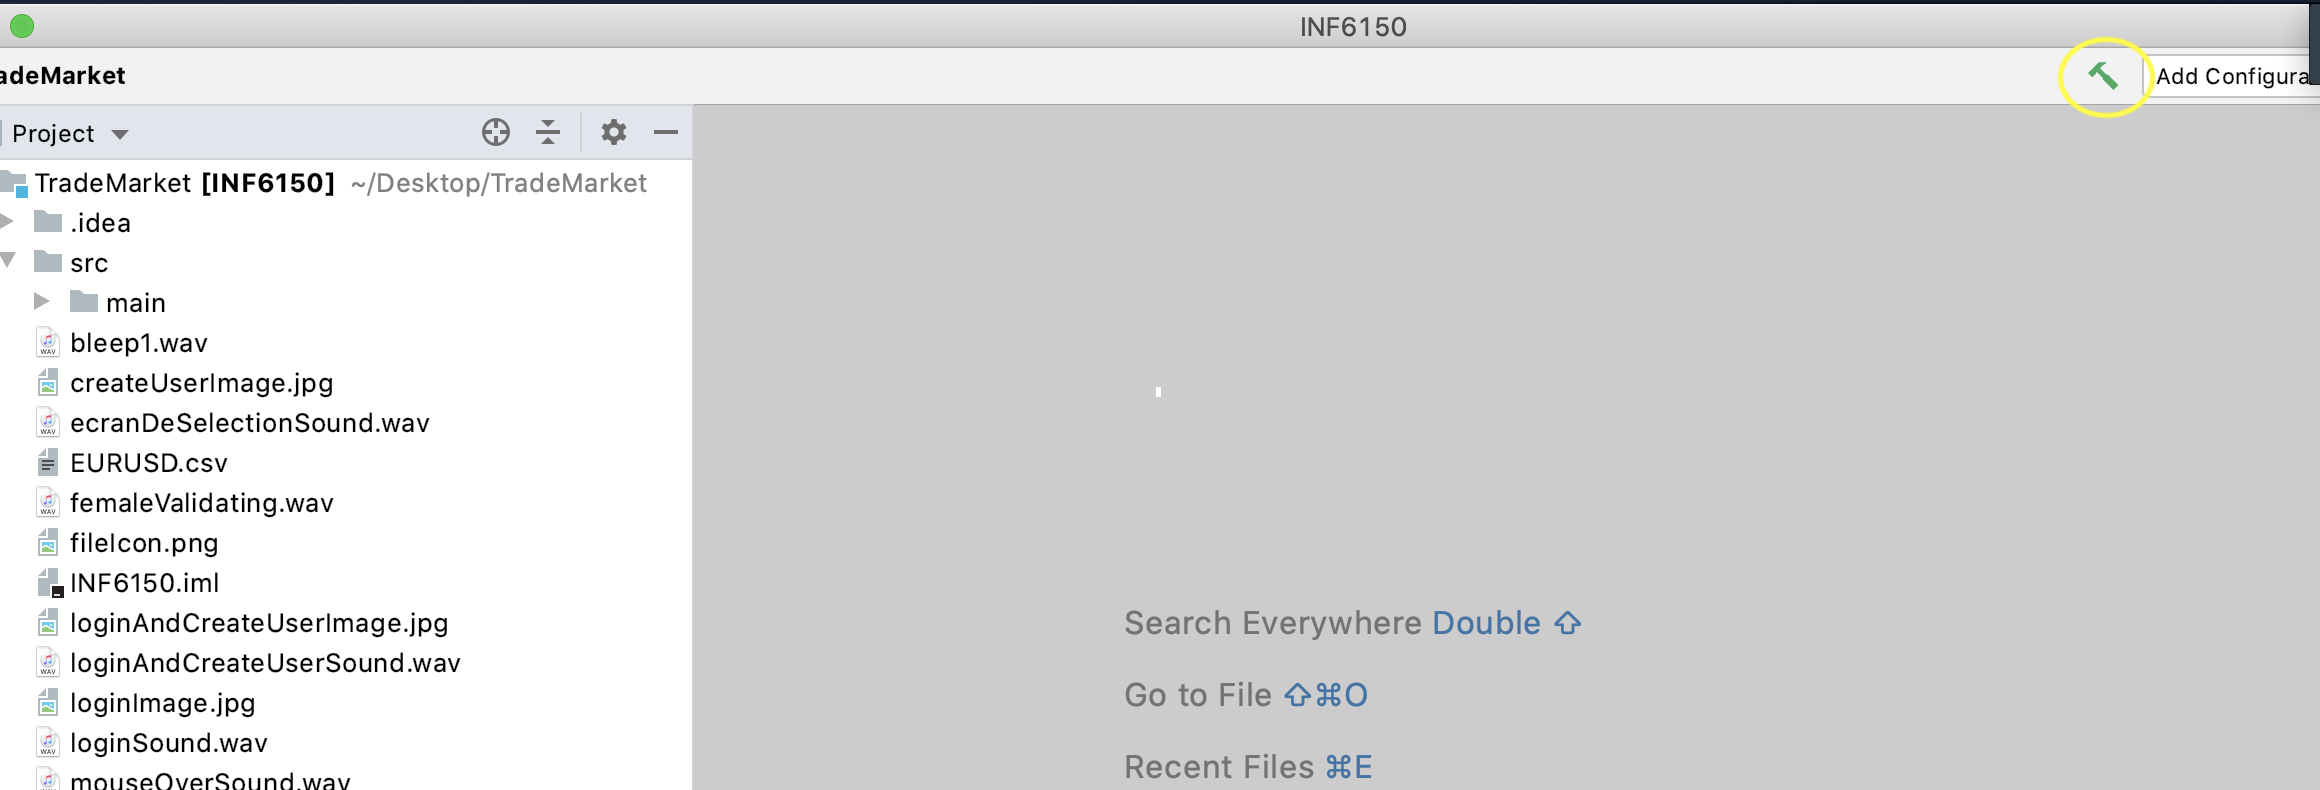 INF6150
adeMarket
Add Configura
Project
TradeMarket [INF6150] ~/Desktop/TradeMarket
.idea
src
main
bleep1.wav
createUserImage.jpg
ecranDeSelectionSound.wav
EURUSD.csv
femaleValidating.wav
fileIcon.png
INF6150.iml
loginAndCreateUserImage.jpg
loginAndCreateUserSound.wav
loginImage.jpg
loginSound.wav
mouseOverSound.wav
Search Everywhere Double ⇧
Go to File ⇧⌘O
Recent Files ⌘E